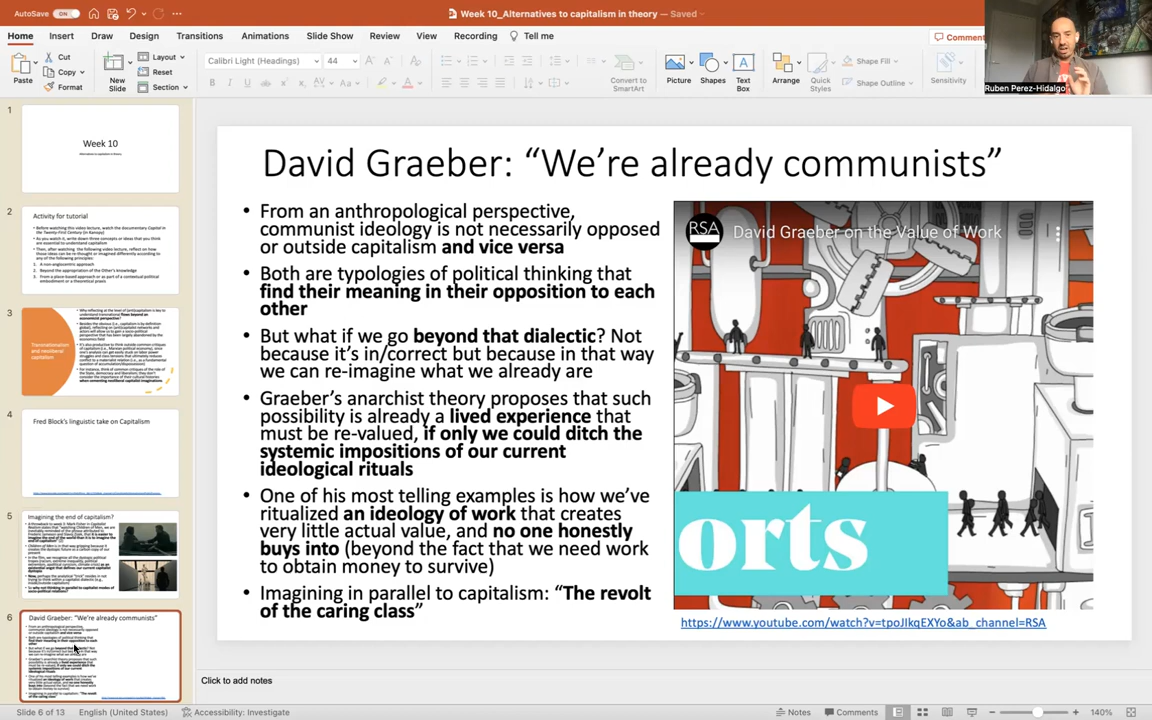 AutoSave
ON
Week 10_Alternatives to capitalism in theory — Saved
Home
Insert
Draw
Design
Transitions
Animations
Slide Show
Review
View
Recording
Tell me
Comment
Paste
Cut
Copy
Format
New
Slide
Layout
Reset
Section
Calibri Light (Headings)
44
Convert to
SmartArt
Picture
Shapes
Text
Box
Arrange
Quick
Styles
Shape Fill
Shape Outline
Sensitivity
Ruben Perez-Hidalgo
1
Week 10
2
Activity for tutorial
3
Transnationalism
and neoliberal
capitalism
4
Fred Block's linguistic take on Capitalism
5
Imagining the end of capitalism?
6
David Graeber: "We're already communists"
David Graeber: “We’re already communists”
• From an anthropological perspective,
communist ideology is not necessarily opposed
or outside capitalism and vice versa
• Both are typologies of political thinking that
find their meaning in their opposition to each
other
• But what if we go beyond that dialectic? Not
because it’s in/correct but because in that way
we can re-imagine what we already are
• Graeber’s anarchist theory proposes that such
possibility is already a lived experience that
must be re-valued, if only we could ditch the
systemic impositions of our current
ideological rituals
• One of his most telling examples is how we’ve
ritualized an ideology of work that creates
very little actual value, and no one honestly
buys into (beyond the fact that we need work
to obtain money to survive)
• Imagining in parallel to capitalism: “The revolt
of the caring class”
RSA
David Graeber on the Value of Work
orts
https://www.youtube.com/watch?v=tpoJIkqEXYo&ab_channel=RSA
Click to add notes
Slide 6 of 13
English (United States)
Accessibility: Investigate
Notes
Comments
140%